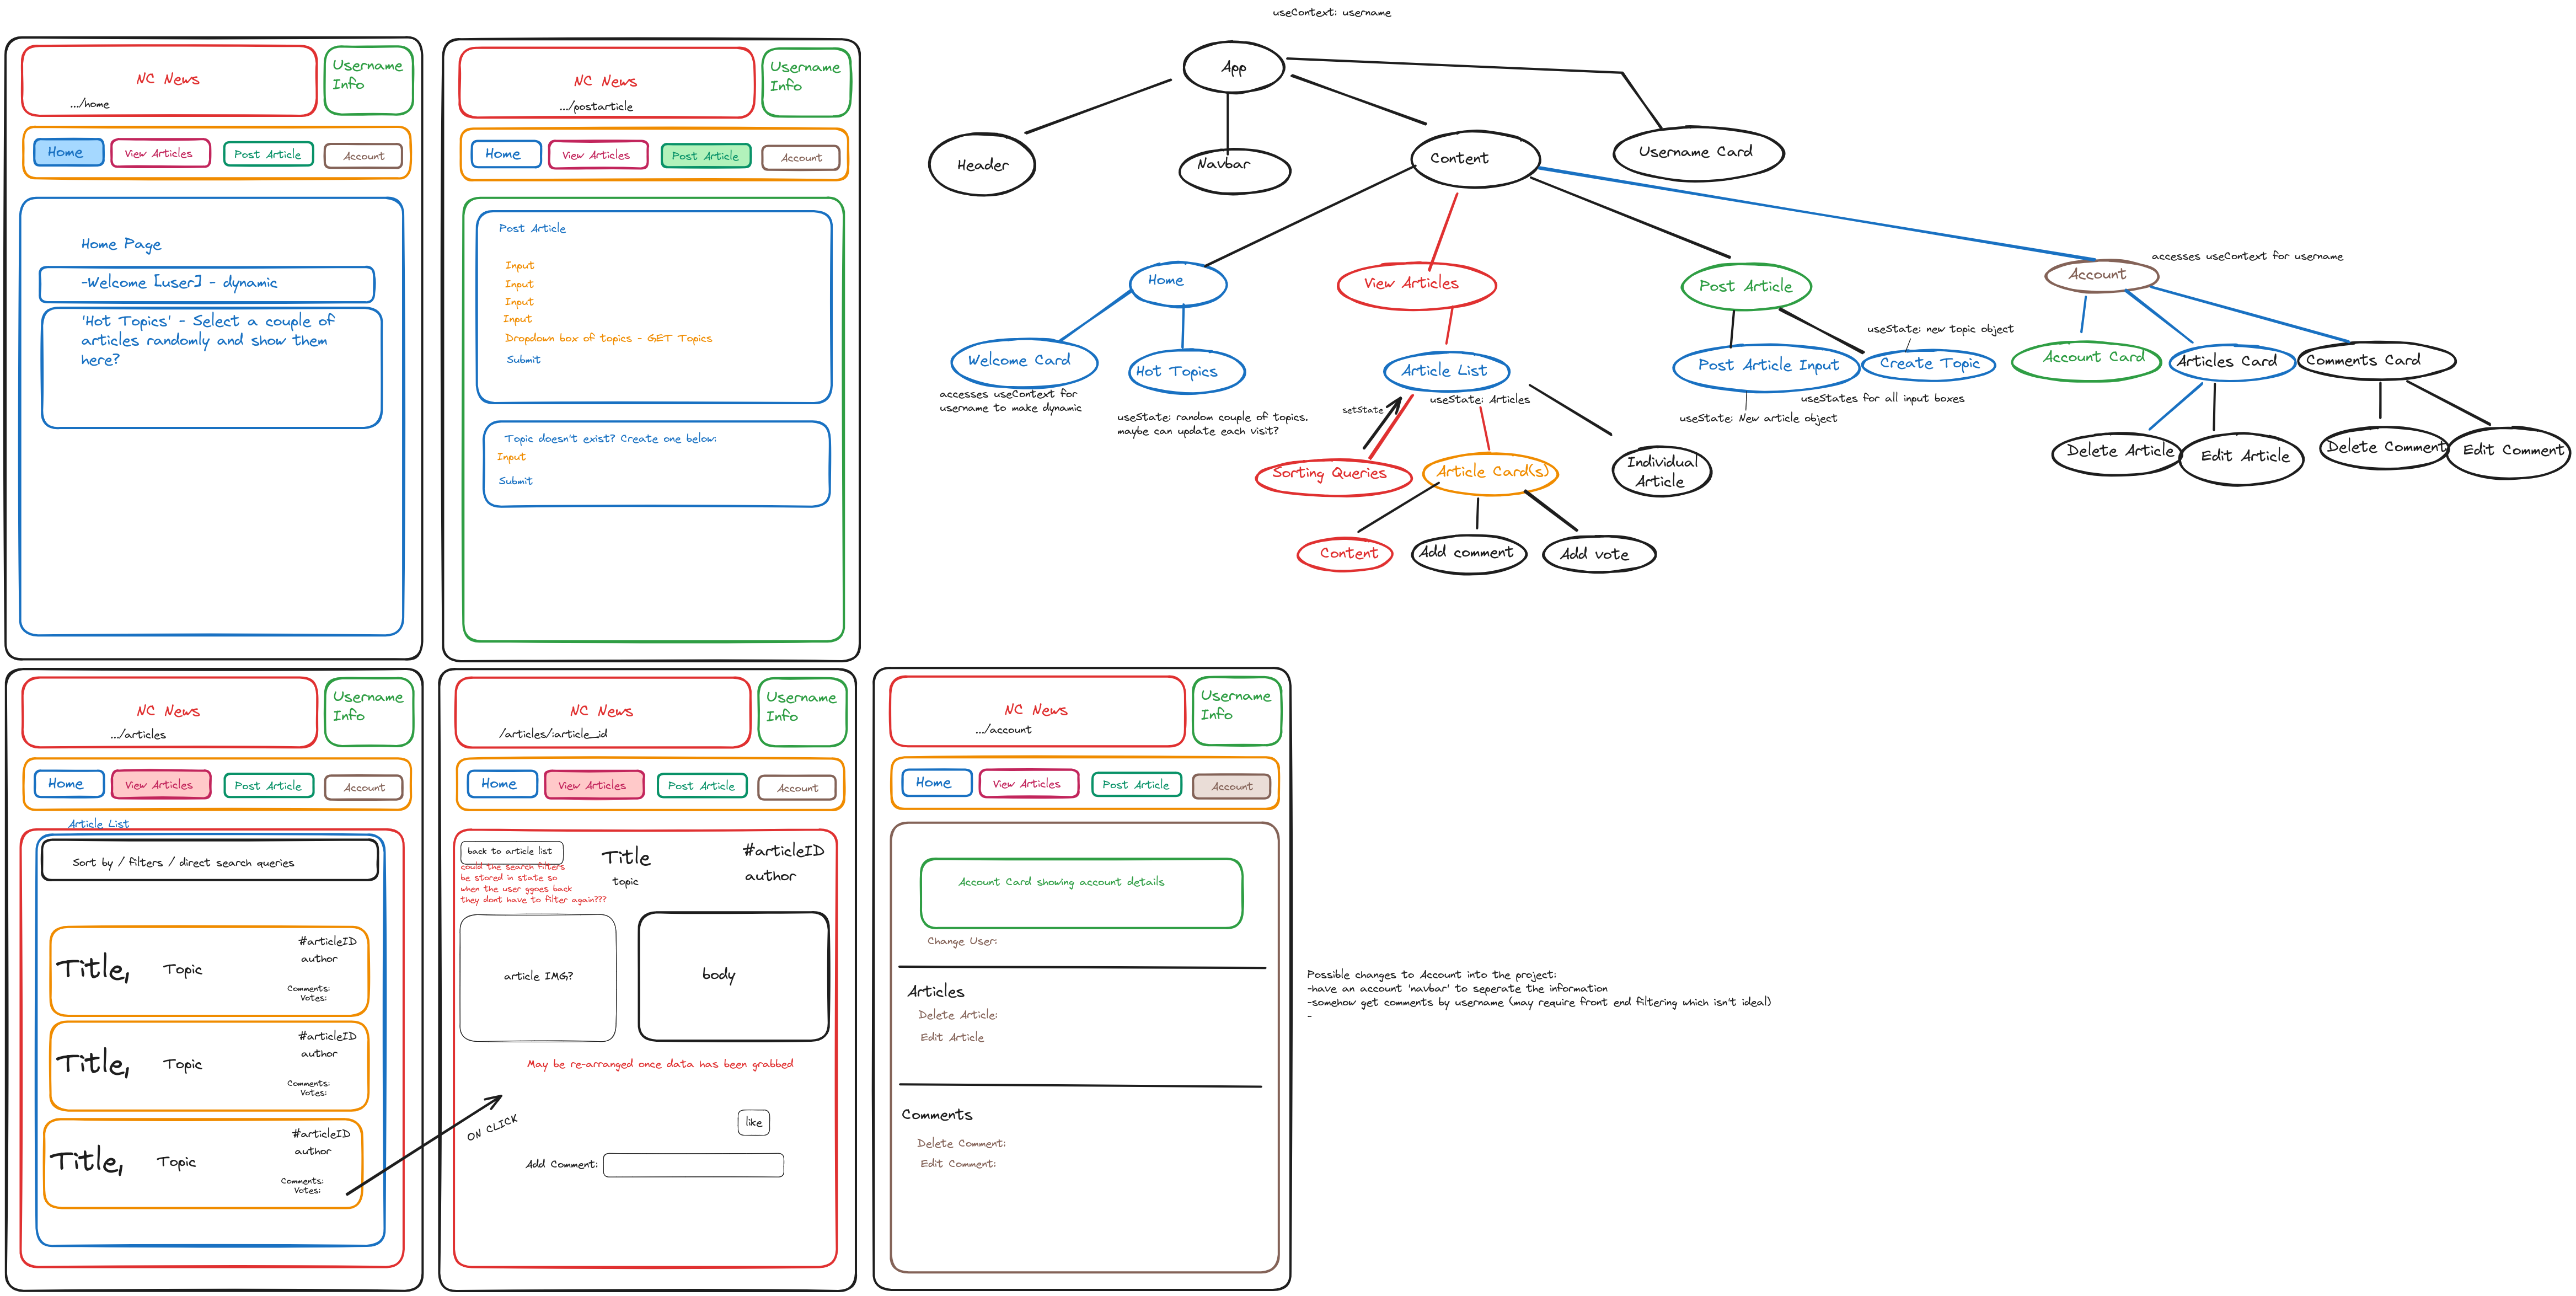 useContext: username
NC News
.../home
Username
Info
Home
View Articles
Post Article
Account
Home Page
-Welcome [user] - dynamic
'Hot Topics' - Select a couple of
articles randomly and show them
here?
NC News
.../postarticle
Username
Info
Home
View Articles
Post Article
Account
Post Article
Input
Input
Input
Input
Dropdown box of topics - GET Topics
Submit
Topic doesn't exist? Create one below:
Input
Submit
App
Header
Navbar
Content
Username Card
Home
View Articles
Post Article
Account
accesses useContext for username
Welcome Card
accesses useContext for
username to make dynamic
Hot Topics
useState: random couple of topics.
maybe can update each visit?
Article List
useState: Articles
setState
Sorting Queries
Article Card(s)
Individual
Article
Content
Add comment
Add vote
Post Article Input
useState: New article object
useStates for all input boxes
useState: new topic object
Create Topic
Account Card
Articles Card
Comments Card
Delete Article
Edit Article
Delete Comment
Edit Comment
NC News
.../articles
Username
Info
Home
View Articles
Post Article
Account
Article List
Sort by / filters / direct search queries
Title,
Topic
#articleID
author
Comments:
Votes:
Title,
Topic
#articleID
author
Comments:
Votes:
Title,
Topic
#articleID
author
Comments:
Votes:
ON CLICK
NC News
/articles/:article_id
Username
Info
Home
View Articles
Post Article
Account
back to article list
could the search filters
be stored in state so
when the user ggoes back
they dont have to filter again???
Title
topic
#articleID
author
article IMG?
body
May be re-arranged once data has been grabbed
like
Add Comment:
NC News
.../account
Username
Info
Home
View Articles
Post Article
Account
Account Card showing account details
Change User:
Articles
Delete Article:
Edit Article
Comments
Delete Comment:
Edit Comment:
Possible changes to Account into the project:
-have an account 'navbar' to seperate the information
-somehow get comments by username (may require front end filtering which isn't ideal)
-